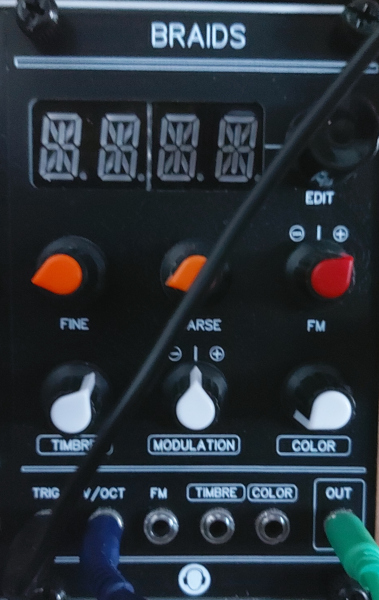 BRAIDS
EDIT
⊖ | ⊕
FINE ARSE FM
⊖ | ⊕
TIMBRE MODULATION COLOR
TRIG V/OCT FM TIMBRE COLOR OUT